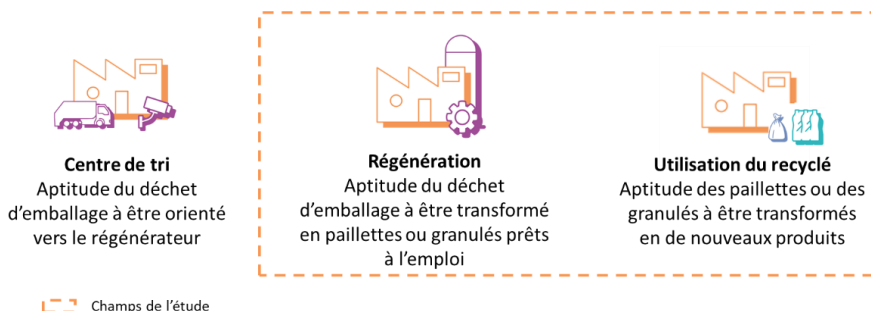 Centre de tri
Aptitude du déchet
d’emballage à être orienté
vers le régénérateur
Régénération
Aptitude du déchet
d’emballage à être transformé
en paillettes ou granulés prêts
à l’emploi
Utilisation du recyclé
Aptitude des paillettes ou des
granulés à être transformés
en de nouveaux produits
Champs de l’étude